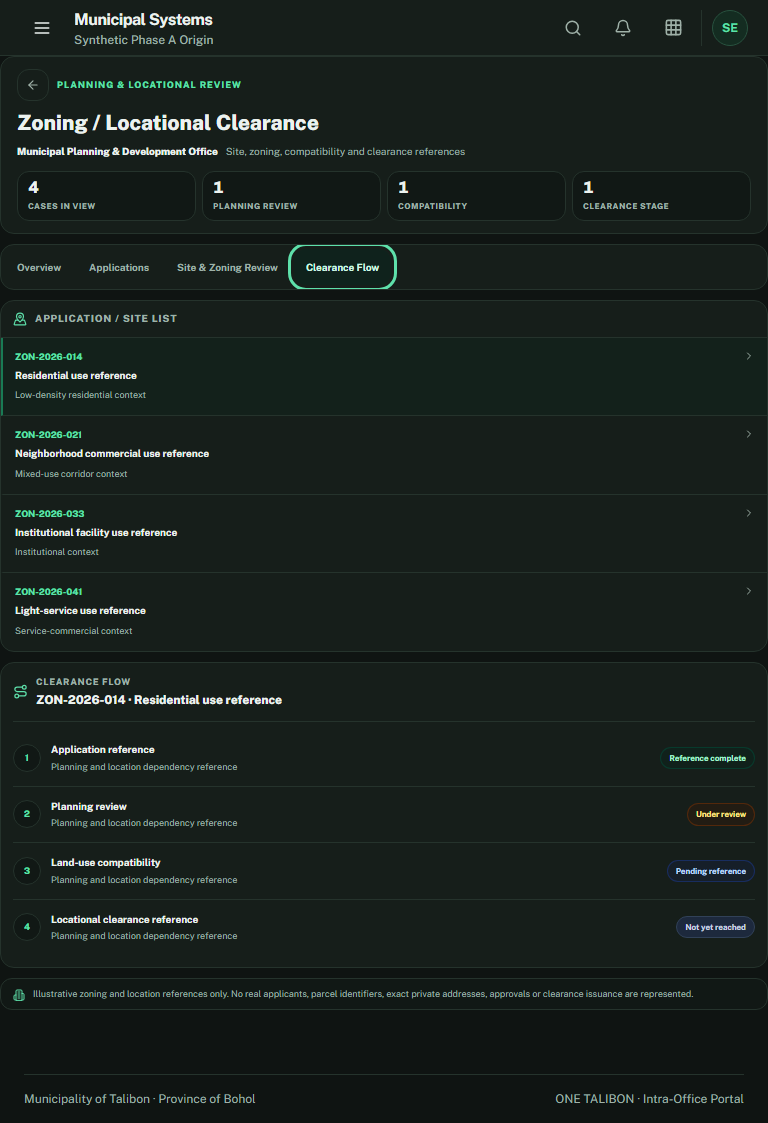 Municipal Systems
Synthetic Phase A Origin
SE
PLANNING & LOCATIONAL REVIEW
Zoning / Locational Clearance
Municipal Planning & Development Office Site, zoning, compatibility and clearance references
4
CASES IN VIEW
1
PLANNING REVIEW
1
COMPATIBILITY
1
CLEARANCE STAGE
Overview Applications Site & Zoning Review Clearance Flow
APPLICATION / SITE LIST
ZON-2026-014
Residential use reference
Low-density residential context
ZON-2026-021
Neighborhood commercial use reference
Mixed-use corridor context
ZON-2026-033
Institutional facility use reference
Institutional context
ZON-2026-041
Light-service use reference
Service-commercial context
CLEARANCE FLOW
ZON-2026-014 · Residential use reference
1
Application reference
Planning and location dependency reference
Reference complete
2
Planning review
Planning and location dependency reference
Under review
3
Land-use compatibility
Planning and location dependency reference
Pending reference
4
Locational clearance reference
Planning and location dependency reference
Not yet reached
Illustrative zoning and location references only. No real applicants, parcel identifiers, exact private addresses, approvals or clearance issuance are represented.
Municipality of Talibon · Province of Bohol
ONE TALIBON · Intra-Office Portal